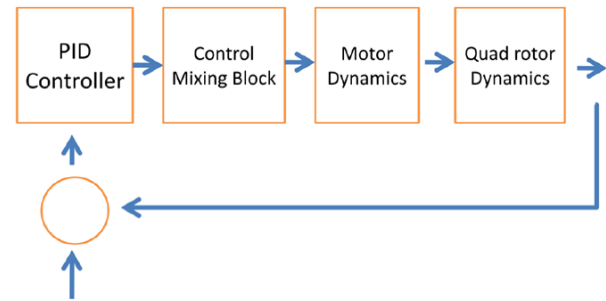 PID
Controller
Control
Mixing Block
Motor
Dynamics
Quad rotor
Dynamics